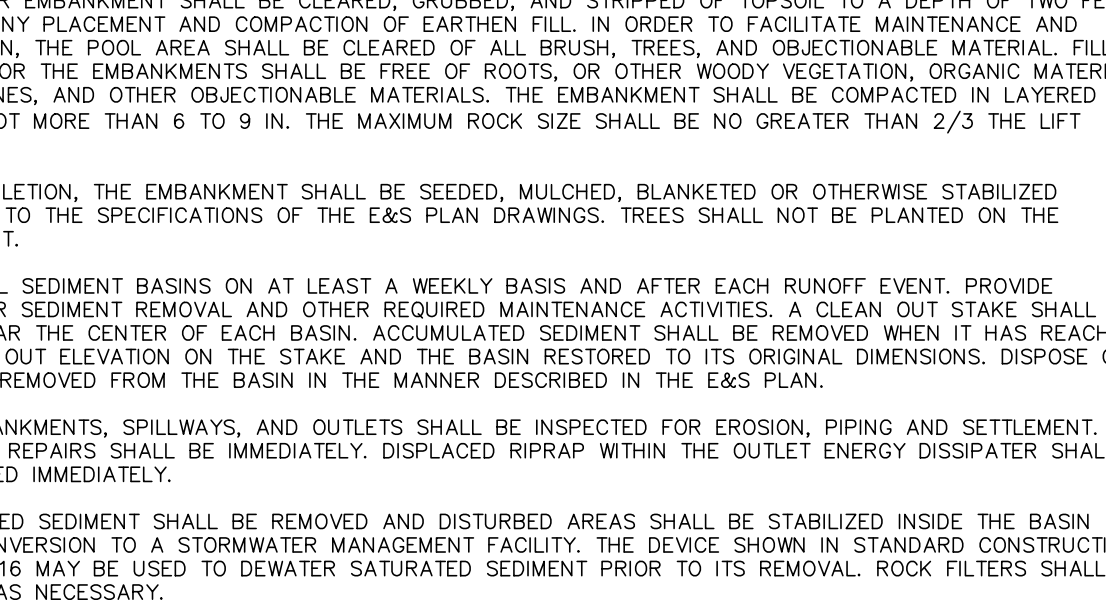 EMBANKMENT SHALL BE CLEARED, GRUBBED, AND STRIPPED OF TOPSOIL TO A DEPTH OF TWO
PLACEMENT AND COMPACTION OF EARTHEN FILL. IN ORDER TO FACILITATE MAINTENANCE AND
THE POOL AREA SHALL BE CLEARED OF ALL BRUSH, TREES, AND OBJECTIONABLE MATERIAL.
THE EMBANKMENTS SHALL BE FREE OF ROOTS, OR OTHER WOODY VEGETATION, ORGANIC
AND OTHER OBJECTIONABLE MATERIALS. THE EMBANKMENT SHALL BE COMPACTED IN LAYERED
MORE THAN 6 TO 9 IN. THE MAXIMUM ROCK SIZE SHALL BE NO GREATER THAN 2/3 THE LIFT
THE EMBANKMENT SHALL BE SEEDED, MULCHED, BLANKETED OR OTHERWISE STABILIZED
TO THE SPECIFICATIONS OF THE E&S PLAN DRAWINGS. TREES SHALL NOT BE PLANTED ON THE
T.
SEDIMENT BASINS ON AT LEAST A WEEKLY BASIS AND AFTER EACH RUNOFF EVENT. PROVIDE
SEDIMENT REMOVAL AND OTHER REQUIRED MAINTENANCE ACTIVITIES. A CLEAN OUT STAKE SHALL
THE CENTER OF EACH BASIN. ACCUMULATED SEDIMENT SHALL BE REMOVED WHEN IT HAS REACH
OUT ELEVATION ON THE STAKE AND THE BASIN RESTORED TO ITS ORIGINAL DIMENSIONS. DISPOSE
REMOVED FROM THE BASIN IN THE MANNER DESCRIBED IN THE E&S PLAN.
ANKMENTS, SPILLWAYS, AND OUTLETS SHALL BE INSPECTED FOR EROSION, PIPING AND SETTLEMENT.
REPAIRS SHALL BE IMMEDIATELY. DISPLACED RIPRAP WITHIN THE OUTLET ENERGY DISSIPATER SHAL
ED IMMEDIATELY.
ED SEDIMENT SHALL BE REMOVED AND DISTURBED AREAS SHALL BE STABILIZED INSIDE THE BASIN
NVERSION TO A STORMWATER MANAGEMENT FACILITY. THE DEVICE SHOWN IN STANDARD CONSTRUCTI
16 MAY BE USED TO DEWATER SATURATED SEDIMENT PRIOR TO ITS REMOVAL. ROCK FILTERS SHALL
AS NECESSARY.